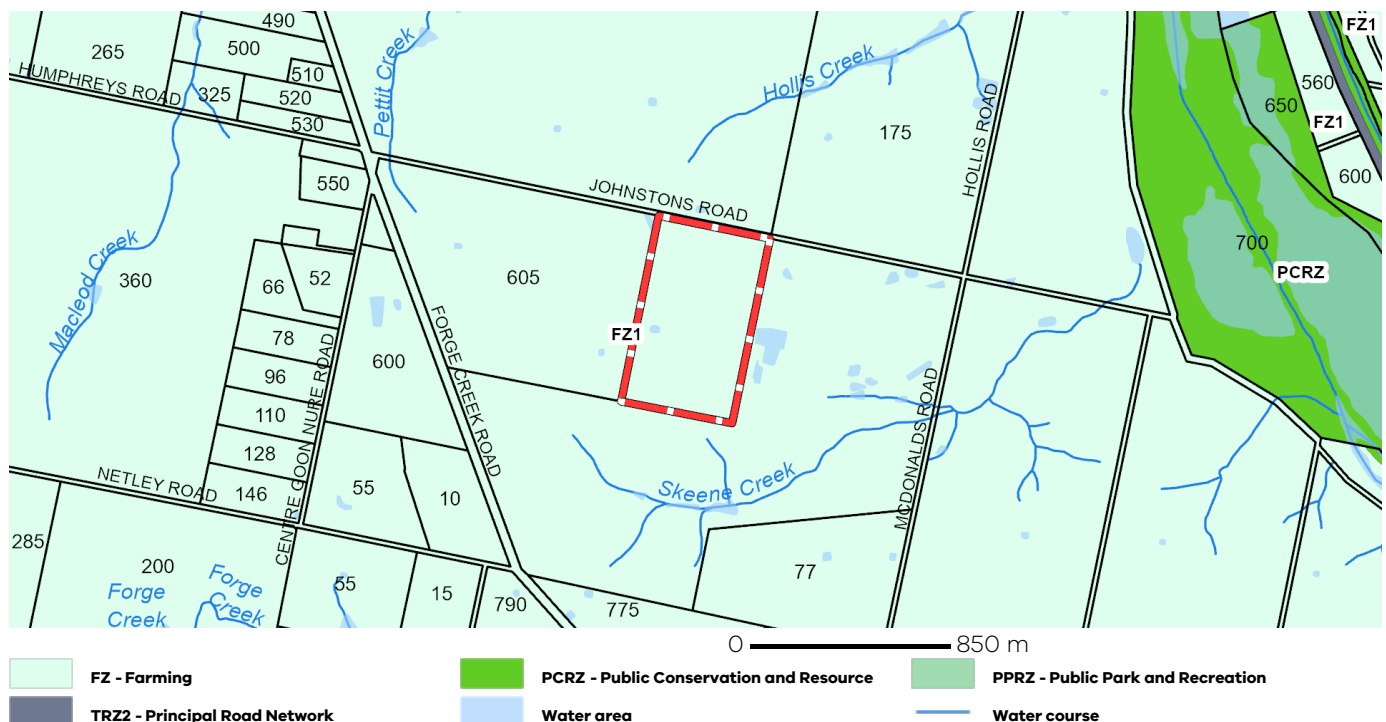 490
FZ1
265
500
510
Pettit Creek
Hollis Creek
HUMPHREYS ROAD
325
520
530
175
HOLLIS ROAD
560
650
FZ1
600
550
JOHNSTONS ROAD
Macleod Creek
360
66
52
605
700
PCRZ
78
FZ1
FORGE CREEK ROAD
600
96
CENTRE GOON NURE ROAD
110
MCDONALDS ROAD
128
NETLEY ROAD
146
55
10
Skeene Creek
285
200
Forge
Creek
Forge
Creek
55
15
790
775
77
0 850 m
FZ - Farming
PCRZ - Public Conservation and Resource
PPRZ - Public Park and Recreation
TRZ2 - Principal Road Network
Water area
Water course